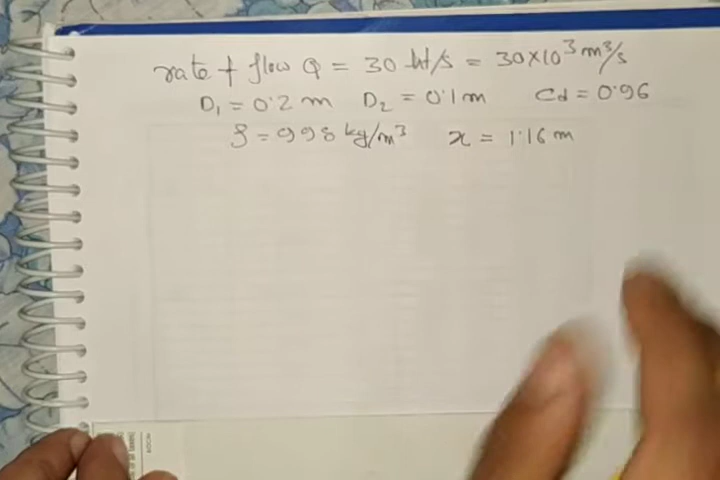 rate of flow Q = 30 lit/s = 30×10³ m³/s
D₁ = 0.2 m D₂ = 0.1 m Cd = 0.96
ρ = 998 kg/m³ x = 1.16 m